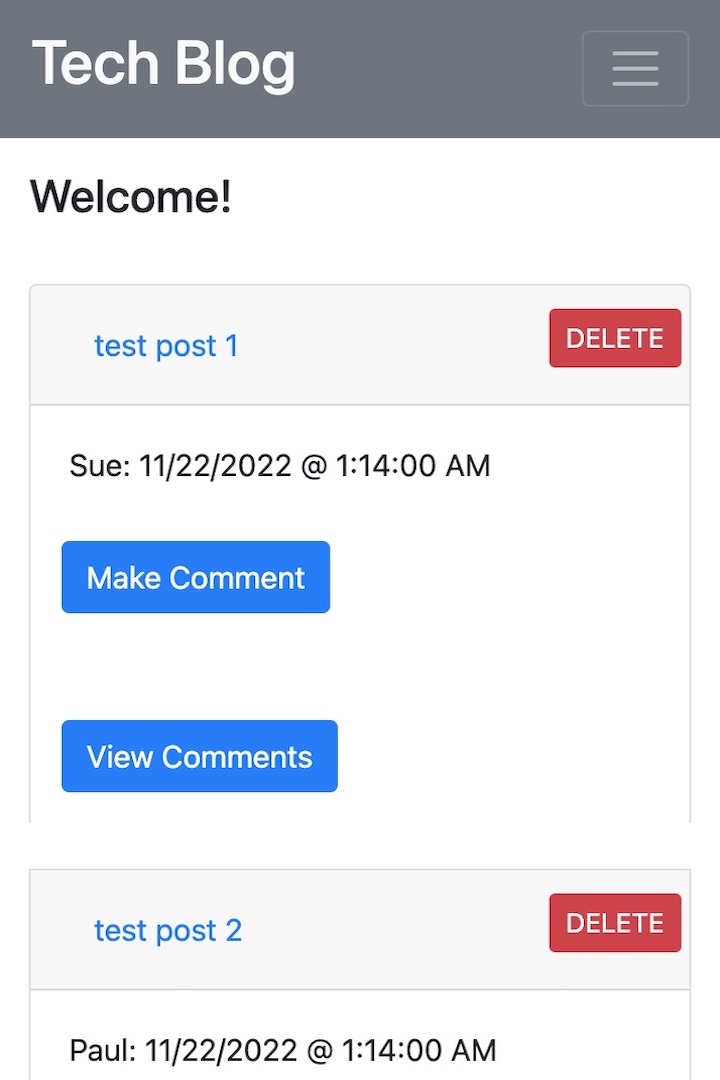 Tech Blog
Welcome!
test post 1
DELETE
Sue: 11/22/2022 @ 1:14:00 AM
Make Comment
View Comments
test post 2
DELETE
Paul: 11/22/2022 @ 1:14:00 AM